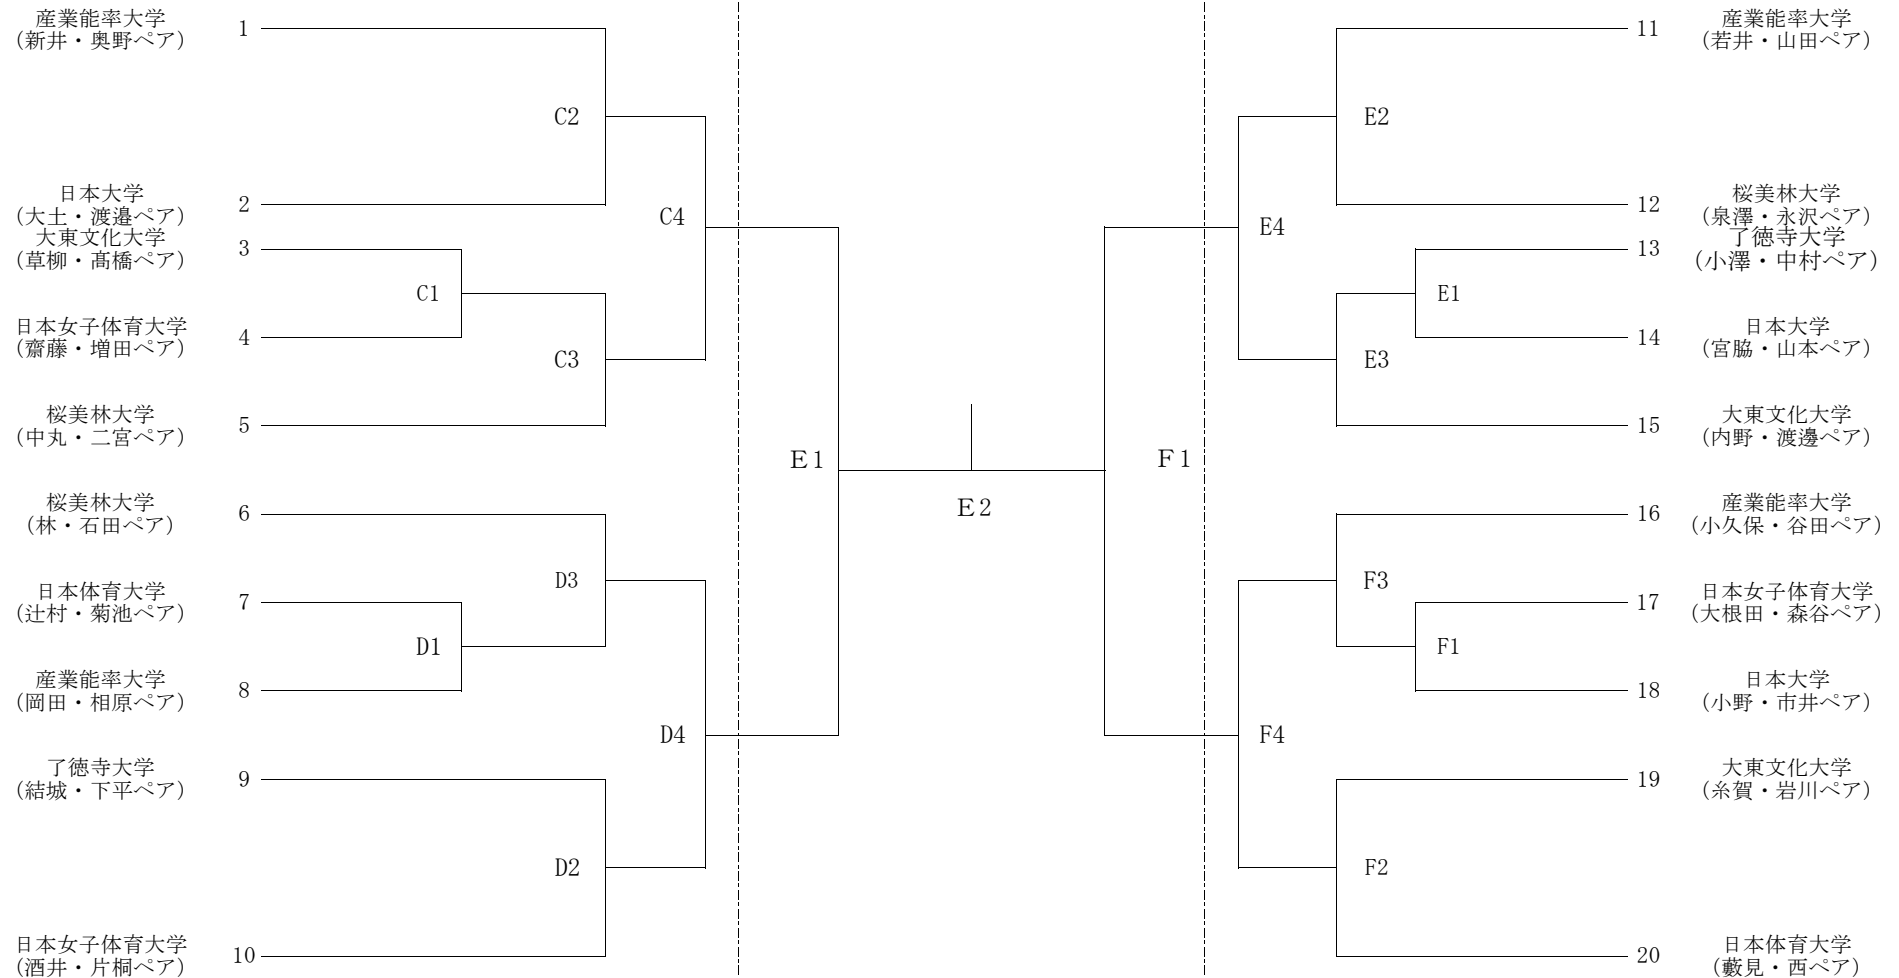 産業能率大学
（新井・奥野ペア）
1
C2
日本大学
（大土・渡邉ペア）
2
C4
大東文化大学
（草柳・髙橋ペア）
3
C1
日本女子体育大学
（齋藤・増田ペア）
4
C3
桜美林大学
（中丸・二宮ペア）
5
E1
桜美林大学
（林・石田ペア）
6
D3
日本体育大学
（辻村・菊池ペア）
7
D1
産業能率大学
（岡田・相原ペア）
8
D4
了徳寺大学
（結城・下平ペア）
9
D2
日本女子体育大学
（酒井・片桐ペア）
10
E2
11
産業能率大学
（若井・山田ペア）
E2
12
桜美林大学
（泉澤・永沢ペア）
E4
13
了徳寺大学
（小澤・中村ペア）
E1
14
日本大学
（宮脇・山本ペア）
E3
15
大東文化大学
（内野・渡邊ペア）
F1
16
産業能率大学
（小久保・谷田ペア）
F3
17
日本女子体育大学
（大根田・森谷ペア）
F1
18
日本大学
（小野・市井ペア）
F4
19
大東文化大学
（糸賀・岩川ペア）
F2
20
日本体育大学
（藪見・西ペア）